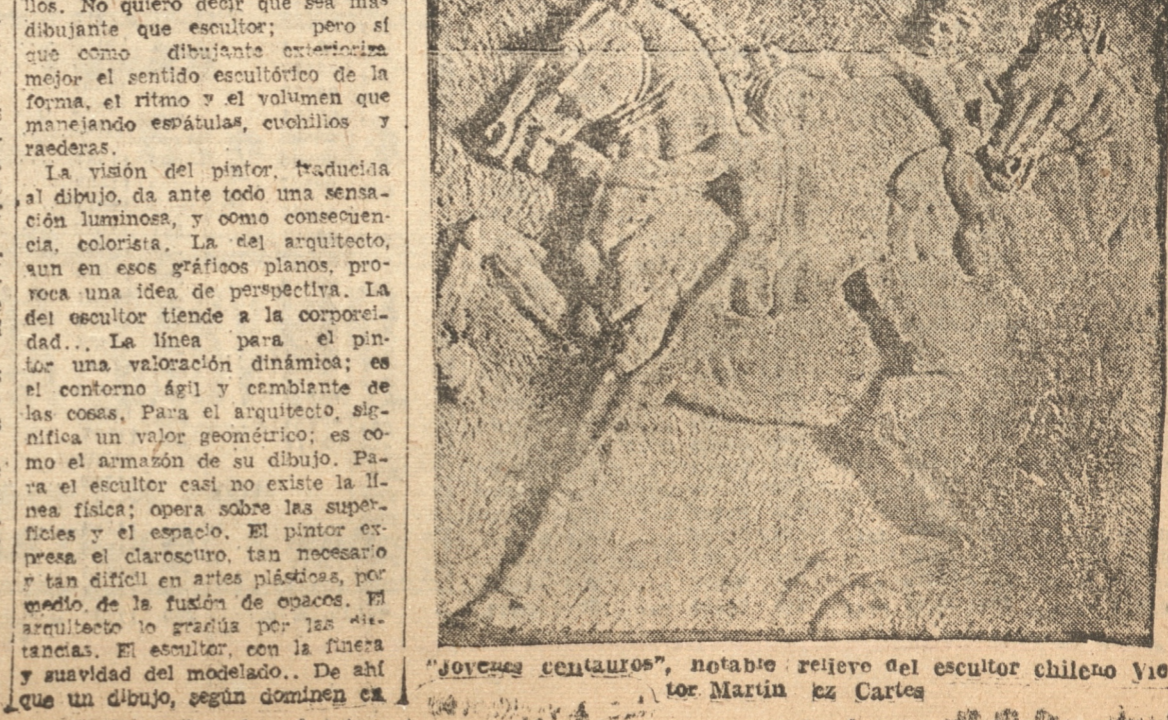 llos. No quiero decir que sea más
dibujante que escultor; pero sí
que como dibujante exterioriza
mejor el sentido escultórico de la
forma, el ritmo y el volumen que
manejando espátulas, cuchillos y
raederas.
La visión del pintor, traducida
al dibujo, da ante todo una sensa-
ción luminosa, y como consecuen-
cia, colorista. La del arquitecto,
aun en esos gráficos planos, pro-
voca una idea de perspectiva. La
del escultor tiende a la corporei-
dad... La línea para el pin-
tor una valoración dinámica; es
el contorno ágil y cambiante de
las cosas. Para el arquitecto, sig-
nifica un valor geométrico; es co-
mo el armazón de su dibujo. Pa-
ra el escultor casi no existe la lí-
nea física; opera sobre las super-
ficies y el espacio. El pintor ex-
presa el claroscuro, tan necesario
y tan difícil en artes plásticas, por
medio de la fusión de opacos. El
arquitecto lo gradúa por las dis-
tancias. El escultor, con la finera
y suavidad del modelado.. De ahí
que un dibujo, según dominen en
"Jovenes centauros", notable relieve del escultor chileno Vic
tor Martin ez Cartes